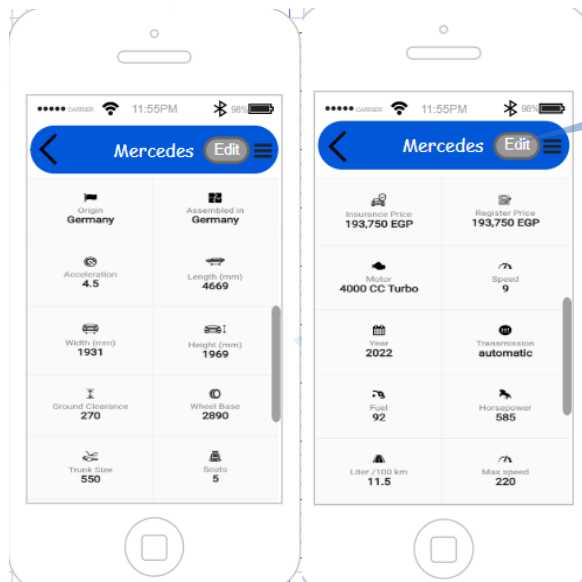 CARRIER 11:55PM 98%
Mercedes Edit
Origin
Germany
Assembled in
Germany
Acceleration
4.5
Length (mm)
4669
Width (mm)
1931
Height (mm)
1969
Ground Clearance
270
Wheel Base
2890
Trunk Size
550
Seats
5
CARRIER 11:55PM 98%
Mercedes Edit
Insurance Price
193,750 EGP
Register Price
193,750 EGP
Motor
4000 CC Turbo
Speed
9
Year
2022
Transmission
automatic
Fuel
92
Horsepower
585
Liter /100 km
11.5
Max speed
220